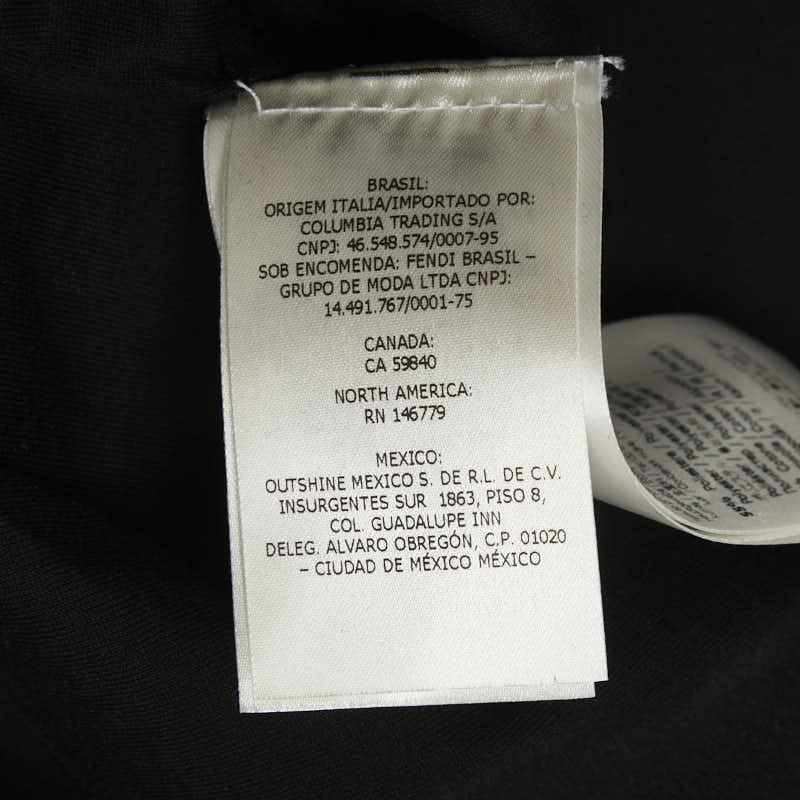 BRASIL:
ORIGEM ITALIA/IMPORTADO POR:
COLUMBIA TRADING S/A
CNPJ: 46.548.574/0007-95
SOB ENCOMENDA: FENDI BRASIL –
GRUPO DE MODA LTDA CNPJ:
14.491.767/0001-75
CANADA:
CA 59840
NORTH AMERICA:
RN 146779
MEXICO:
OUTSHINE MEXICO S. DE R.L. DE C.V.
INSURGENTES SUR 1863, PISO 8,
COL. GUADALUPE INN
DELEG. ALVARO OBREGÓN, C.P. 01020
– CIUDAD DE MÉXICO MÉXICO